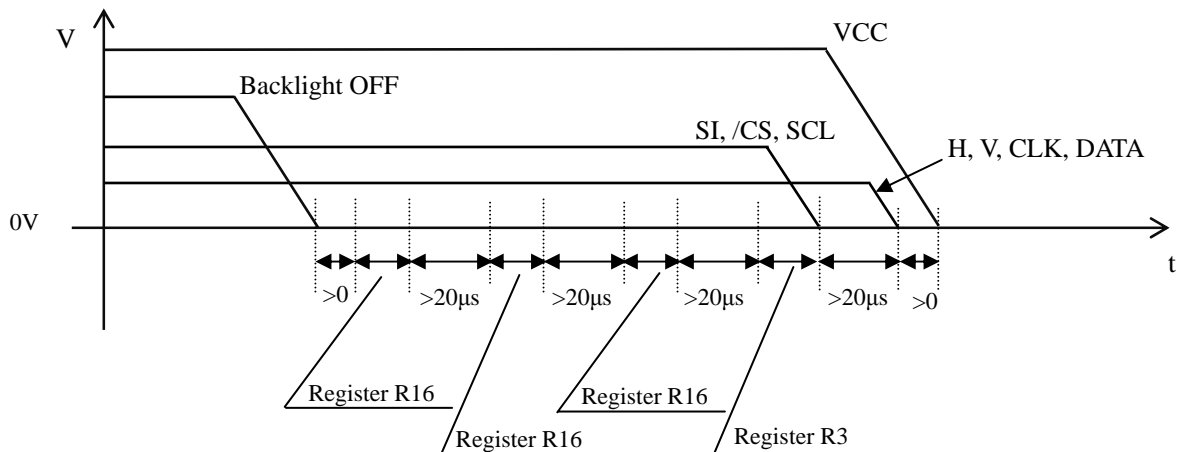 V
VCC
Backlight OFF
SI, /CS, SCL
H, V, CLK, DATA
0V
t
>0
>20μs
>20μs
>20μs
>20μs
>0
Register R16
Register R16
Register R16
Register R3